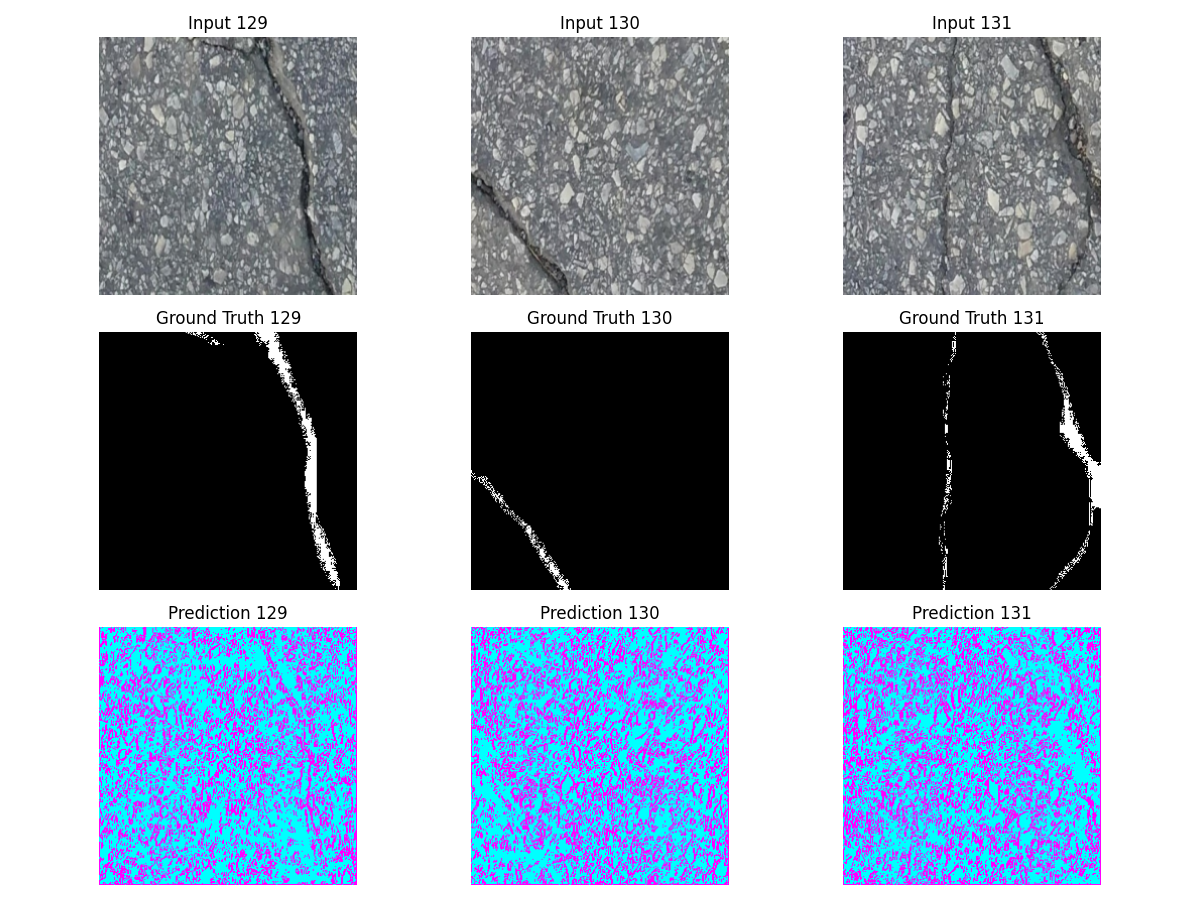 Input 129
Input 130
Input 131
Ground Truth 129
Ground Truth 130
Ground Truth 131
Prediction 129
Prediction 130
Prediction 131